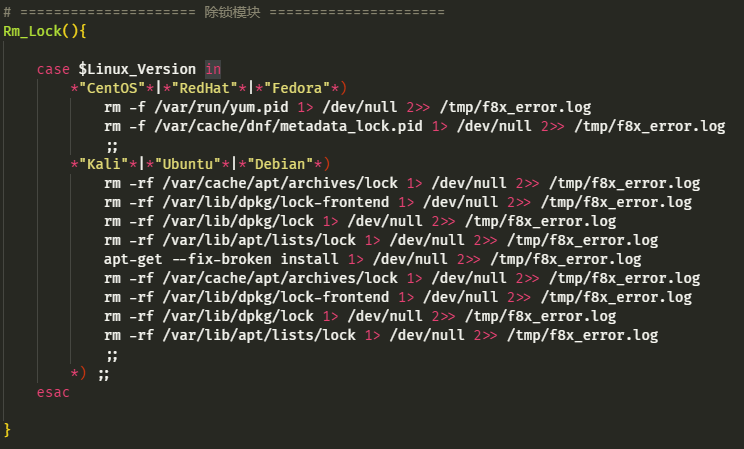 # ===================== 除锁模块 =====================
Rm_Lock(){
case $Linux_Version in
*"CentOS"*|*"RedHat"*|*"Fedora"*)
rm -f /var/run/yum.pid 1> /dev/null 2>> /tmp/f8x_error.log
rm -f /var/cache/dnf/metadata_lock.pid 1> /dev/null 2>> /tmp/f8x_error.log
;;
*"Kali"*|*"Ubuntu"*|*"Debian"*)
rm -rf /var/cache/apt/archives/lock 1> /dev/null 2>> /tmp/f8x_error.log
rm -rf /var/lib/dpkg/lock-frontend 1> /dev/null 2>> /tmp/f8x_error.log
rm -rf /var/lib/dpkg/lock 1> /dev/null 2>> /tmp/f8x_error.log
rm -rf /var/lib/apt/lists/lock 1> /dev/null 2>> /tmp/f8x_error.log
apt-get --fix-broken install 1> /dev/null 2>> /tmp/f8x_error.log
rm -rf /var/cache/apt/archives/lock 1> /dev/null 2>> /tmp/f8x_error.log
rm -rf /var/lib/dpkg/lock-frontend 1> /dev/null 2>> /tmp/f8x_error.log
rm -rf /var/lib/dpkg/lock 1> /dev/null 2>> /tmp/f8x_error.log
rm -rf /var/lib/apt/lists/lock 1> /dev/null 2>> /tmp/f8x_error.log
;;
*) ;;
esac
}